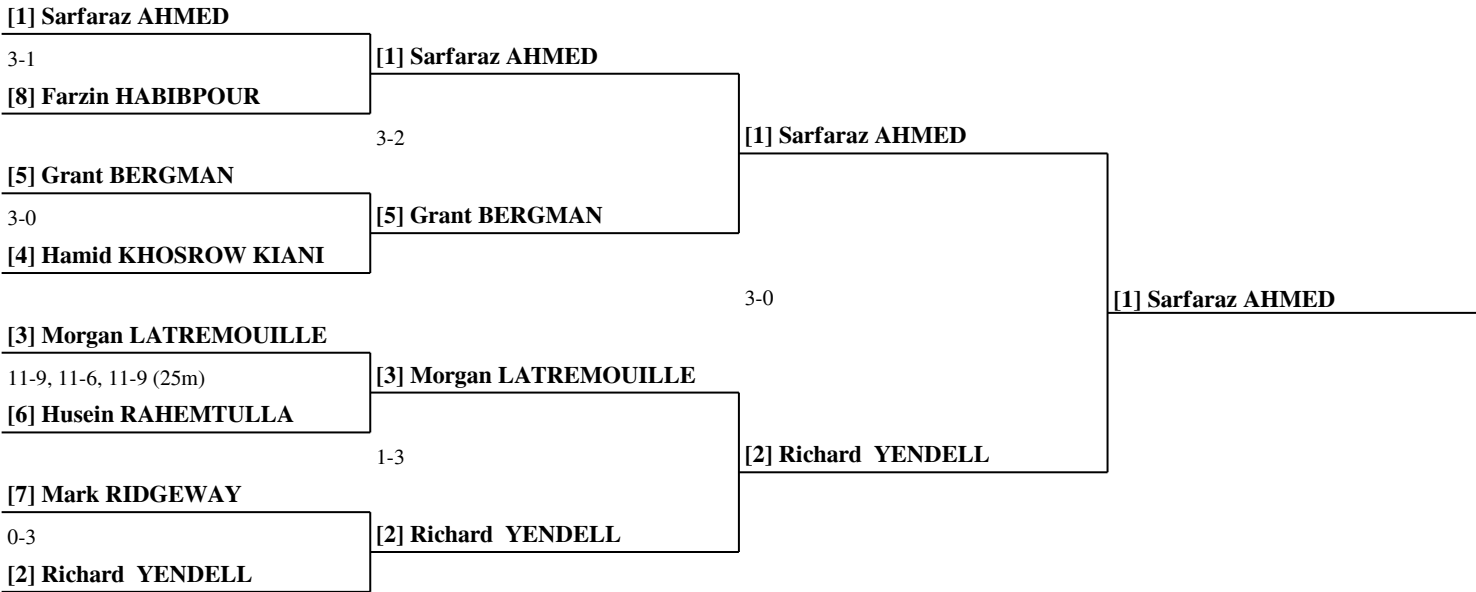 [1] Sarfaraz AHMED
3-1
[1] Sarfaraz AHMED
[8] Farzin HABIBPOUR
3-2
[1] Sarfaraz AHMED
[5] Grant BERGMAN
3-0
[5] Grant BERGMAN
[4] Hamid KHOSROW KIANI
3-0
[1] Sarfaraz AHMED
[3] Morgan LATREMOUILLE
11-9, 11-6, 11-9 (25m)
[3] Morgan LATREMOUILLE
[6] Husein RAHEMTULLA
1-3
[2] Richard  YENDELL
[7] Mark RIDGEWAY
0-3
[2] Richard  YENDELL
[2] Richard  YENDELL